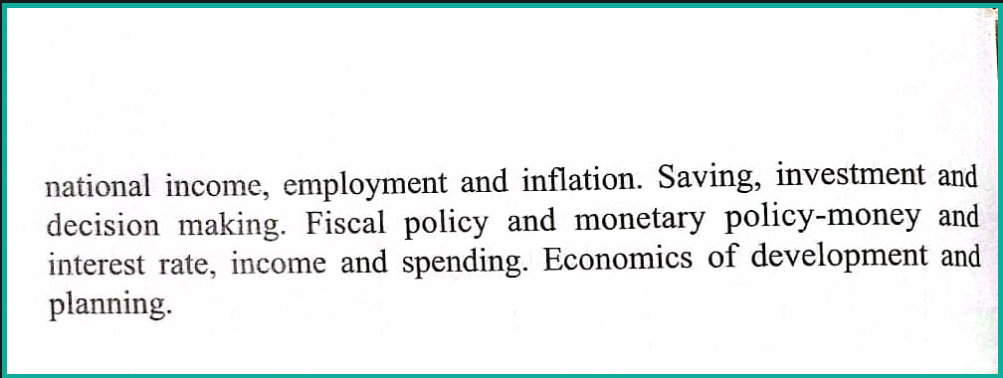 national income, employment and inflation. Saving, investment and
decision making. Fiscal policy and monetary policy-money and
interest rate, income and spending. Economics of development and
planning.